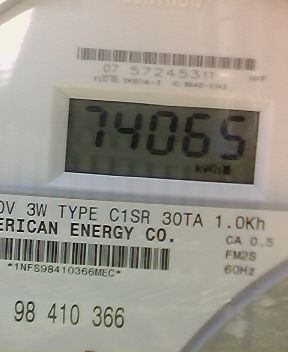 07 57245311
74065
kWh
0V 3W TYPE C1SR 30TA 1.0Kh
ERICAN ENERGY CO.
CA 0.5
*1NFS98410366MEC*
FM2S
60Hz
98 410 366